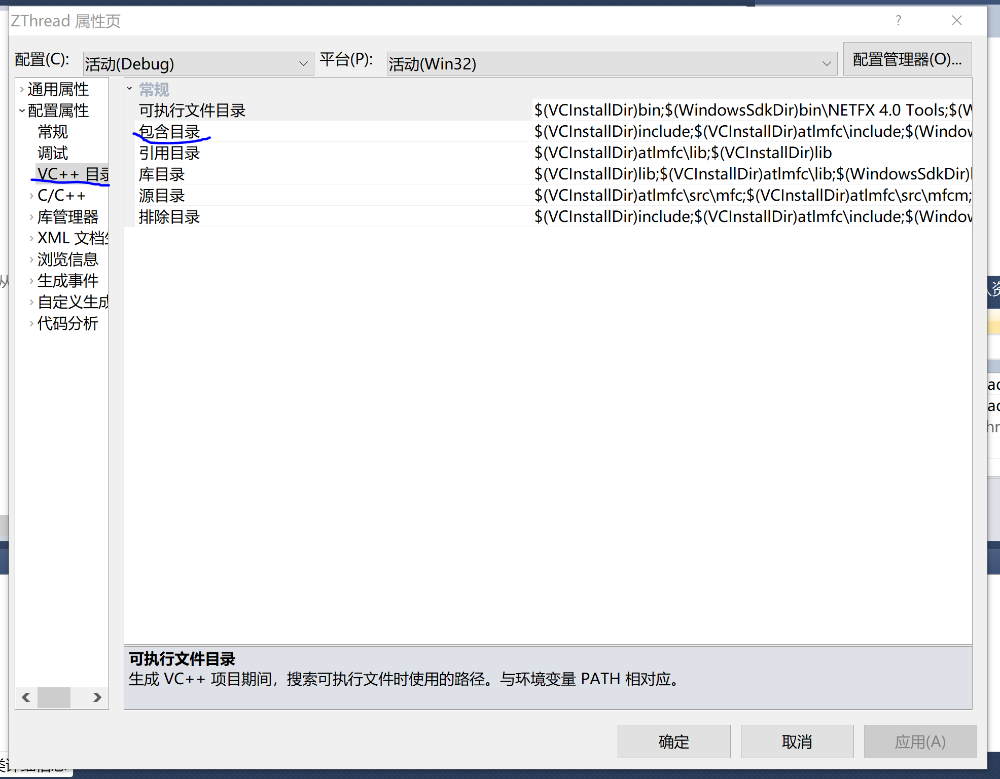 ZThread 属性页
配置(C): 活动(Debug) 平台(P): 活动(Win32) 配置管理器(O)...
通用属性
配置属性
常规
调试
VC++ 目录
C/C++
库管理器
XML 文档
浏览信息
生成事件
自定义生成
代码分析
常规
可执行文件目录 $(VCInstallDir)bin;$(WindowsSdkDir)bin\NETFX 4.0 Tools;$(W
包含目录 $(VCInstallDir)include;$(VCInstallDir)atlmfc\include;$(Window
引用目录 $(VCInstallDir)atlmfc\lib;$(VCInstallDir)lib
库目录 $(VCInstallDir)lib;$(VCInstallDir)atlmfc\lib;$(WindowsSdkDir)l
源目录 $(VCInstallDir)atlmfc\src\mfc;$(VCInstallDir)atlmfc\src\mfcm;
排除目录 $(VCInstallDir)include;$(VCInstallDir)atlmfc\include;$(Window
可执行文件目录
生成 VC++ 项目期间，搜索可执行文件时使用的路径。与环境变量 PATH 相对应。
确定 取消 应用(A)